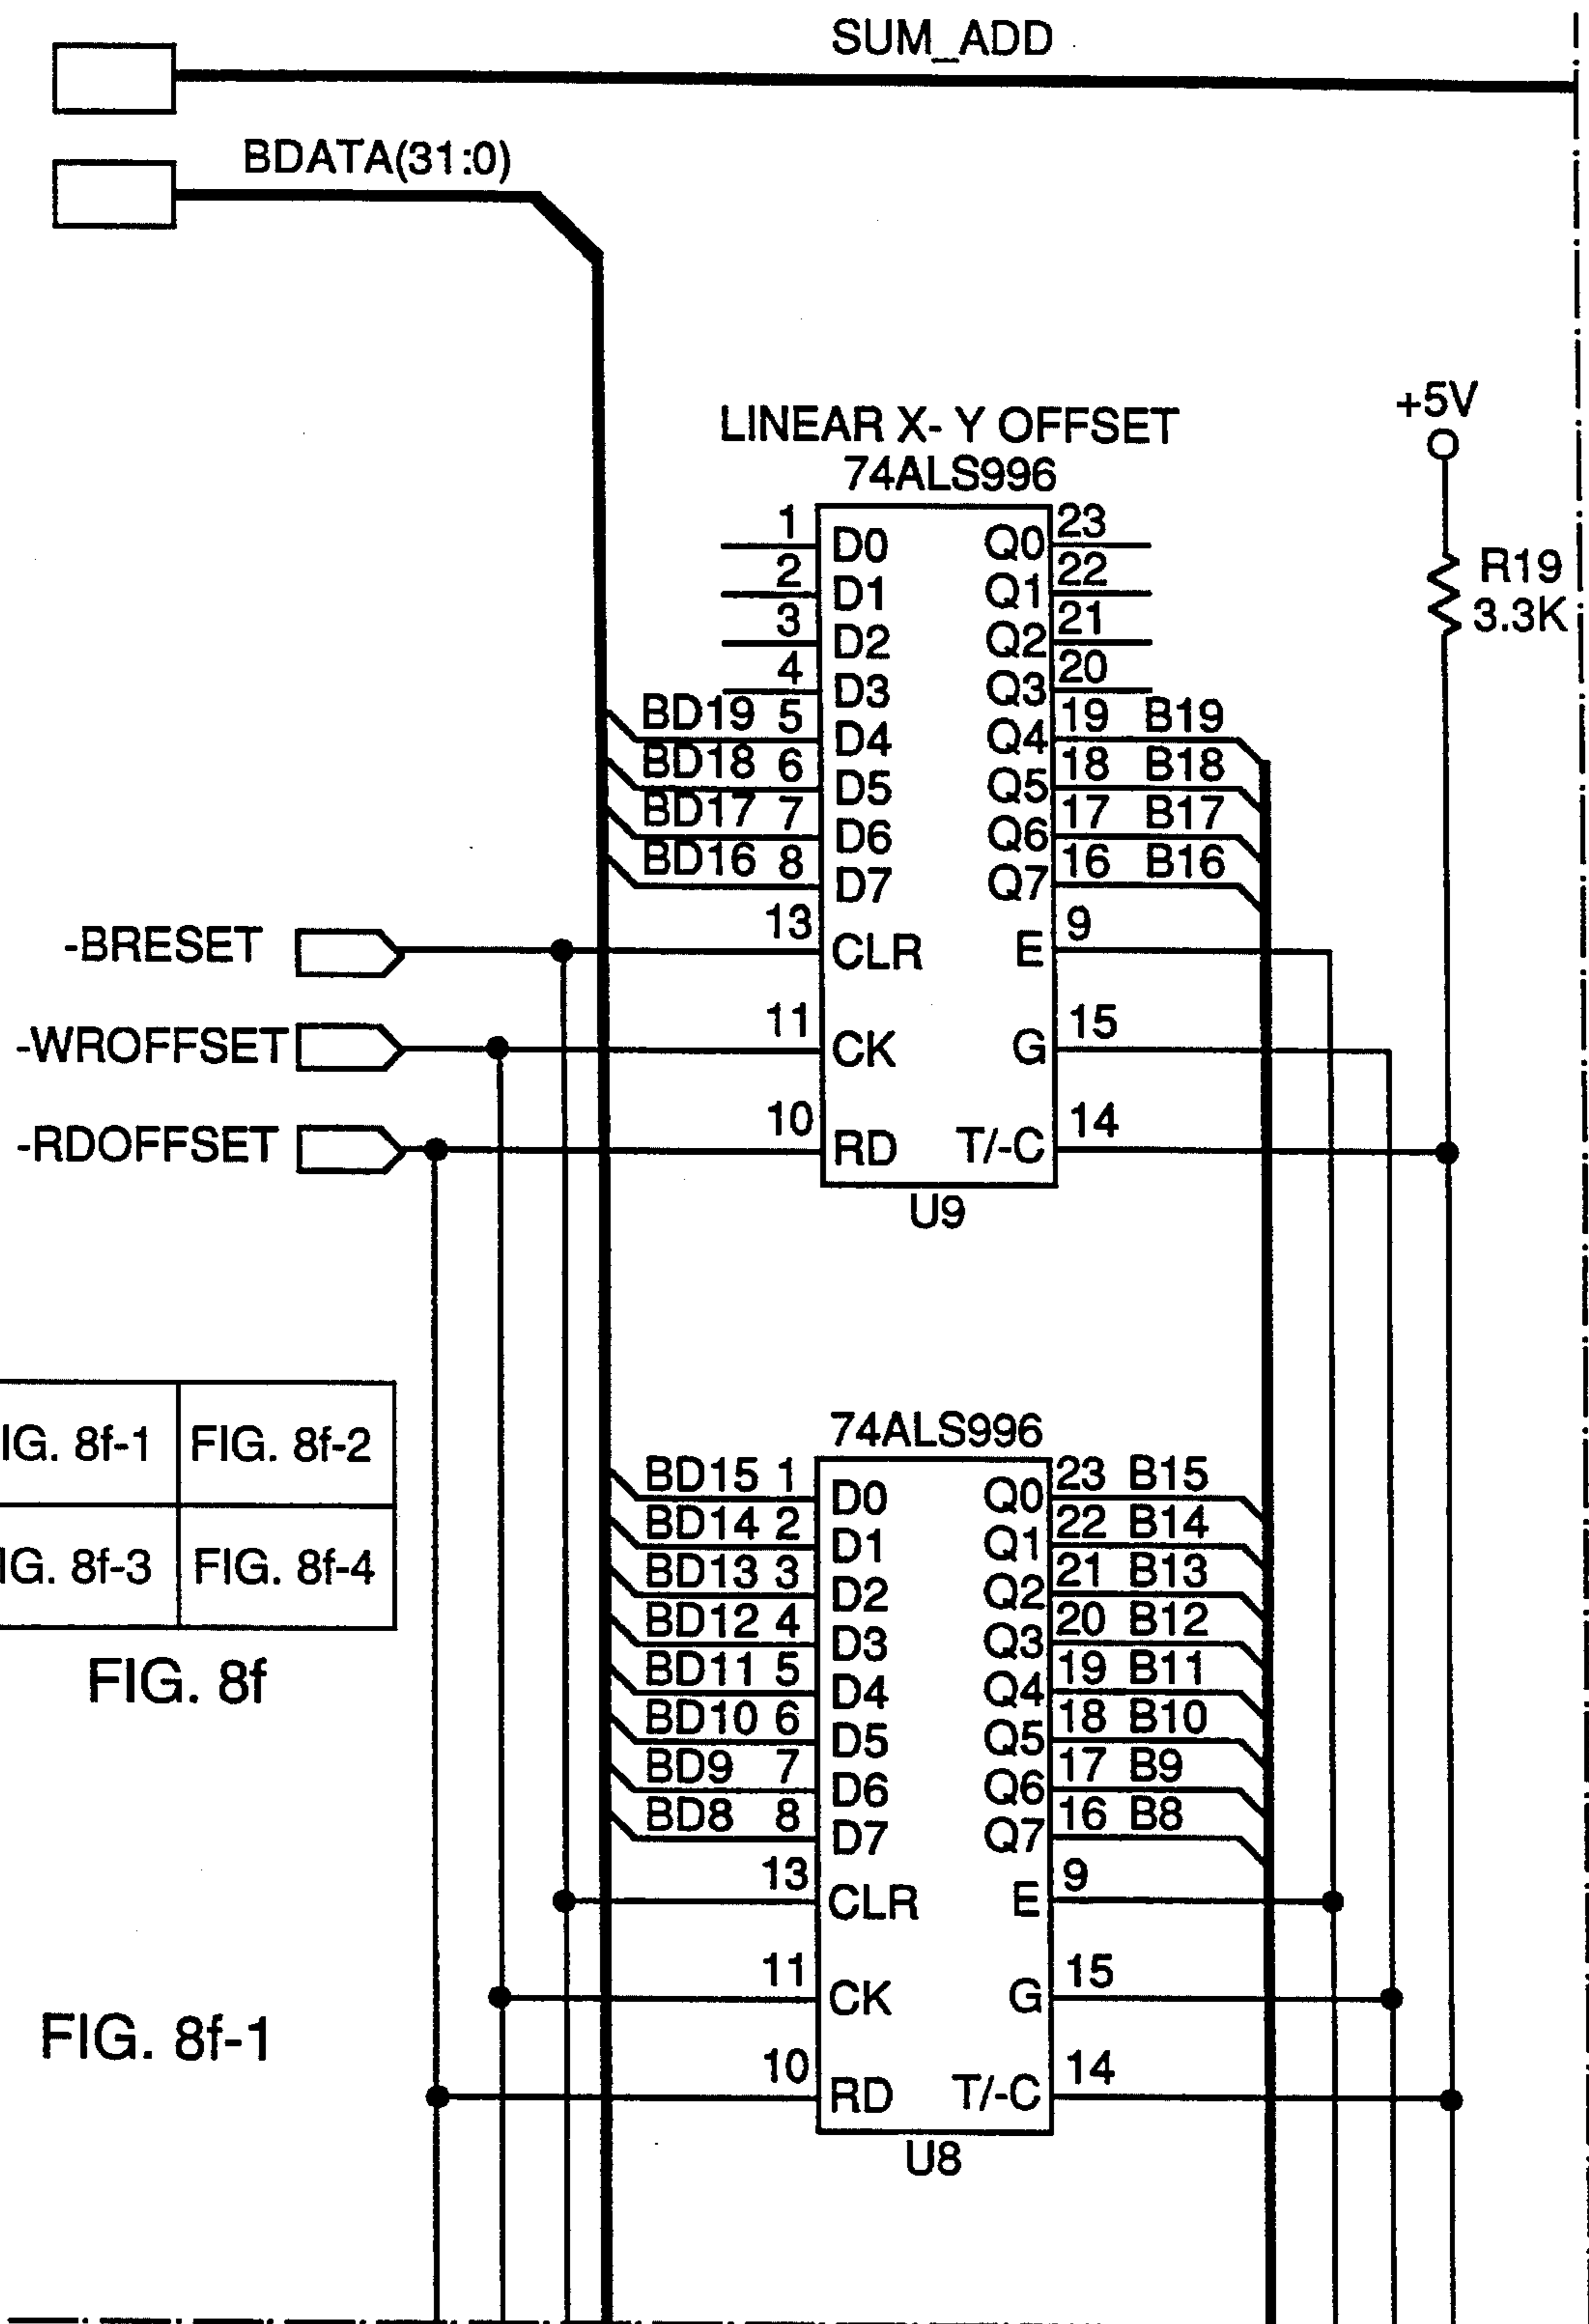 SUM_ADD
BDATA(31:0)
+5V
LINEAR X- Y OFFSET
74ALS996
R19
3.3K
1 D0 Q0 23
2 D1 Q1 22
3 D2 Q2 21
4 D3 Q3 20
BD19 5 D4 Q4 19 B19
BD18 6 D5 Q5 18 B18
BD17 7 D6 Q6 17 B17
BD16 8 D7 Q7 16 B16
-BRESET 13 CLR E 9
-WROFFSET 11 CK G 15
-RDOFFSET 10 RD T/-C 14
U9
IG. 8f-1 FIG. 8f-2
IG. 8f-3 FIG. 8f-4
FIG. 8f
74ALS996
BD15 1 D0 Q0 23 B15
BD14 2 D1 Q1 22 B14
BD13 3 D2 Q2 21 B13
BD12 4 D3 Q3 20 B12
BD11 5 D4 Q4 19 B11
BD10 6 D5 Q5 18 B10
BD9 7 D6 Q6 17 B9
BD8 8 D7 Q7 16 B8
13 CLR E 9
11 CK G 15
10 RD T/-C 14
U8
FIG. 8f-1